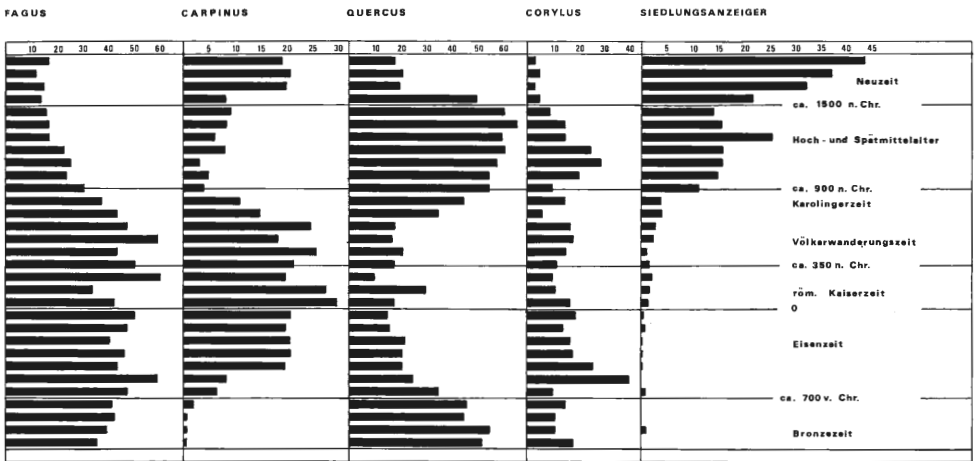 FAGUS CARPINUS QUERCUS CORYLUS SIEDLUNGSANZEIGER
10 20 30 40 50 60 5 10 15 20 25 30 10 20 30 40 50 60 10 20 30 40 5 10 15 20 25 30 35 40 45
Neuzeit
ca. 1500 n. Chr.
Hoch- und Spätmittelalter
ca. 900 n. Chr.
Karolingerzeit
Völkerwanderungszeit
ca. 350 n. Chr.
röm. Kaiserzeit
0
Eisenzeit
ca. 700 v. Chr.
Bronzezeit